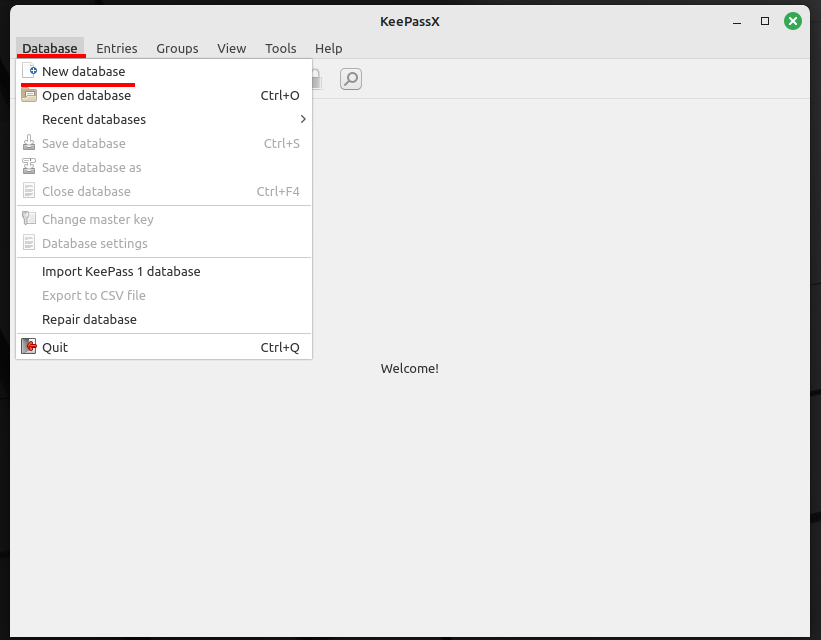 KeePassX
Database Entries Groups View Tools Help
New database
Open database Ctrl+O
Recent databases
Save database Ctrl+S
Save database as
Close database Ctrl+F4
Change master key
Database settings
Import KeePass 1 database
Export to CSV file
Repair database
Quit Ctrl+Q
Welcome!